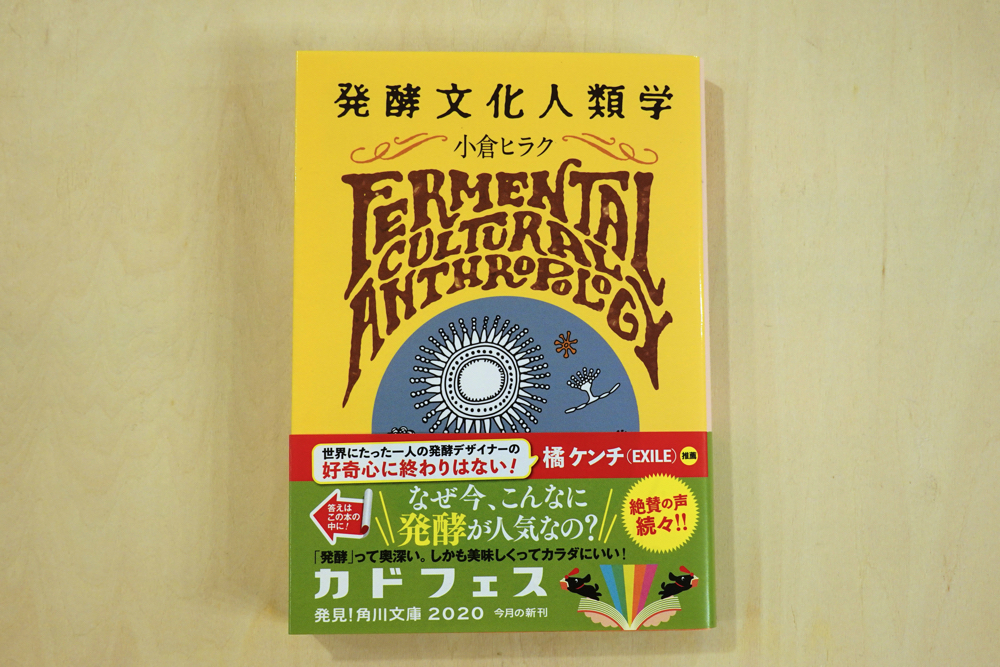 発酵文化人類学
小倉ヒラク
FERMENTAL
CULTURAL
ANTHROPOLOGY
世界にたった一人の発酵デザイナーの
好奇心に終わりはない!
橘 ケンチ(EXILE) 推薦
答えは
この本の
中に!
なぜ今、こんなに
発酵が人気なの?
絶賛の声
続々!!
「発酵」って奥深い。しかも美味しくってカラダにいい!
カドフェス
発見!角川文庫 2020 今月の新刊